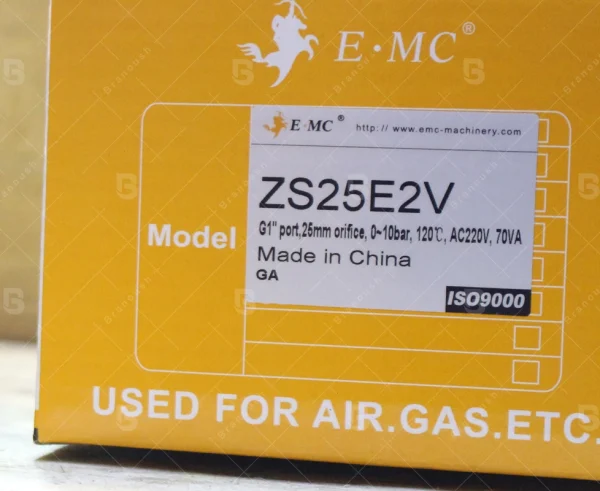 E·MC®
E·MC® http:// www.emc-machinery.com
ZS25E2V
G1" port,25mm orifice, 0~10bar, 120℃, AC220V, 70VA
Model
Made in China
GA
ISO9000
USED FOR AIR.GAS.ETC.